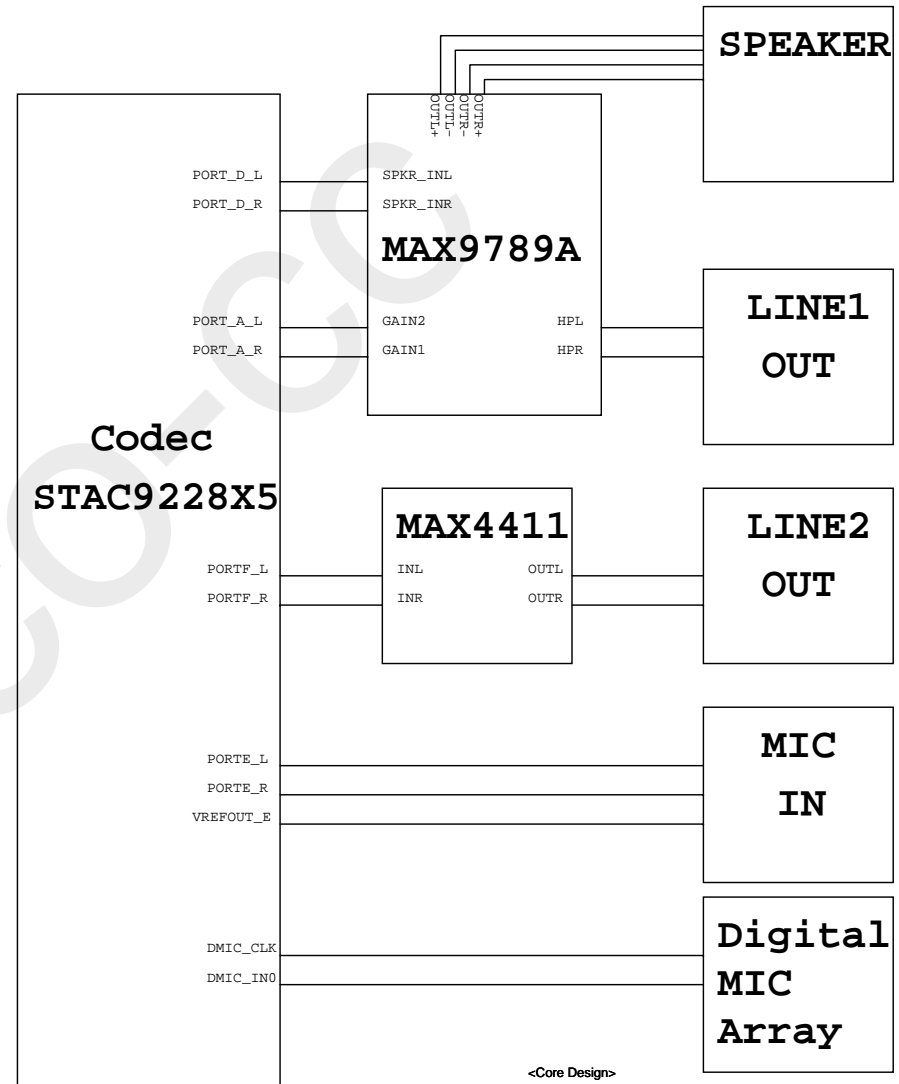 SPEAKER
OUTL+
OUTL-
OUTR-
OUTR+
PORT_D_L
SPKR_INL
PORT_D_R
SPKR_INR
MAX9789A
LINE1
OUT
PORT_A_L
GAIN2
HPL
PORT_A_R
GAIN1
HPR
Codec
STAC9228X5
MAX4411
LINE2
OUT
PORTF_L
INL
OUTL
PORTF_R
INR
OUTR
MIC
IN
PORTE_L
PORTE_R
VREFOUT_E
Digital
MIC
Array
DMIC_CLK
DMIC_IN0
<Core Design>